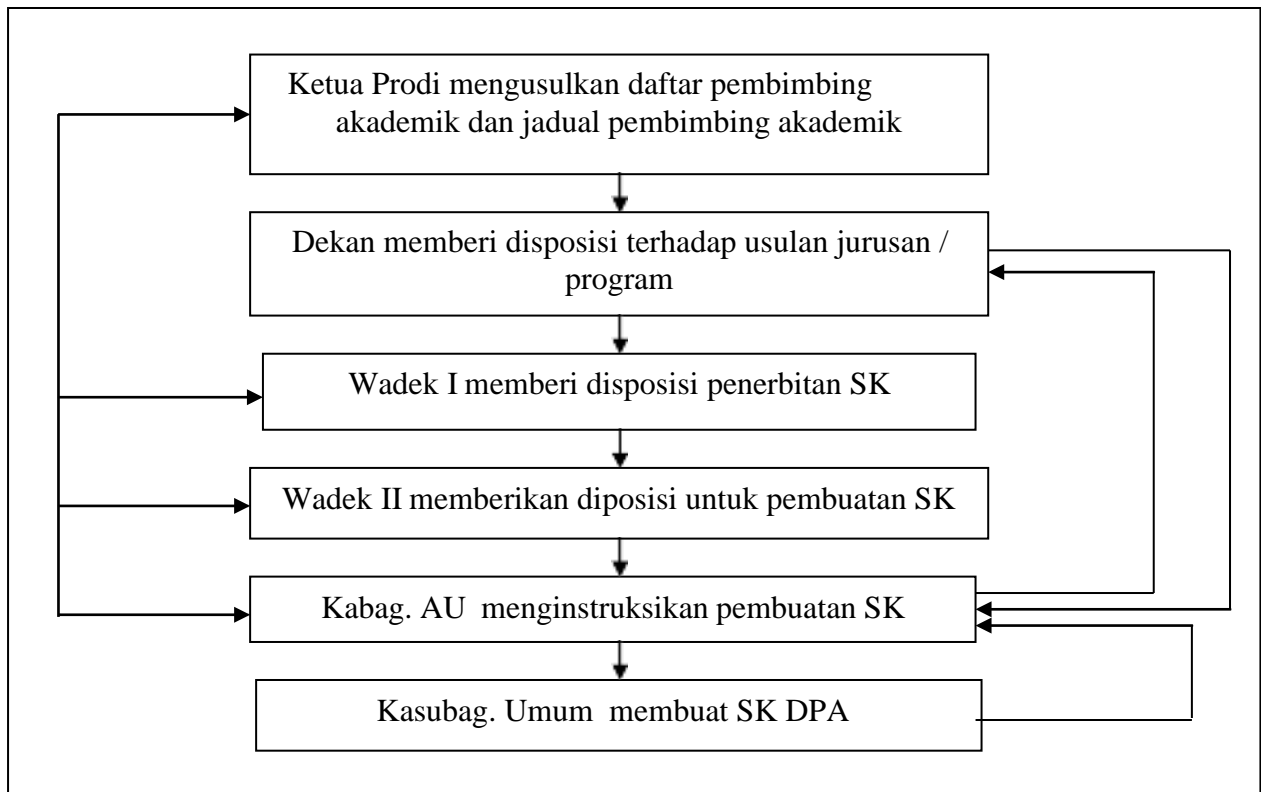 Ketua Prodi mengusulkan daftar pembimbing
akademik dan jadual pembimbing akademik
Dekan memberi disposisi terhadap usulan jurusan /
program
Wadek I memberi disposisi penerbitan SK
Wadek II memberikan diposisi untuk pembuatan SK
Kabag. AU menginstruksikan pembuatan SK
Kasubag. Umum membuat SK DPA